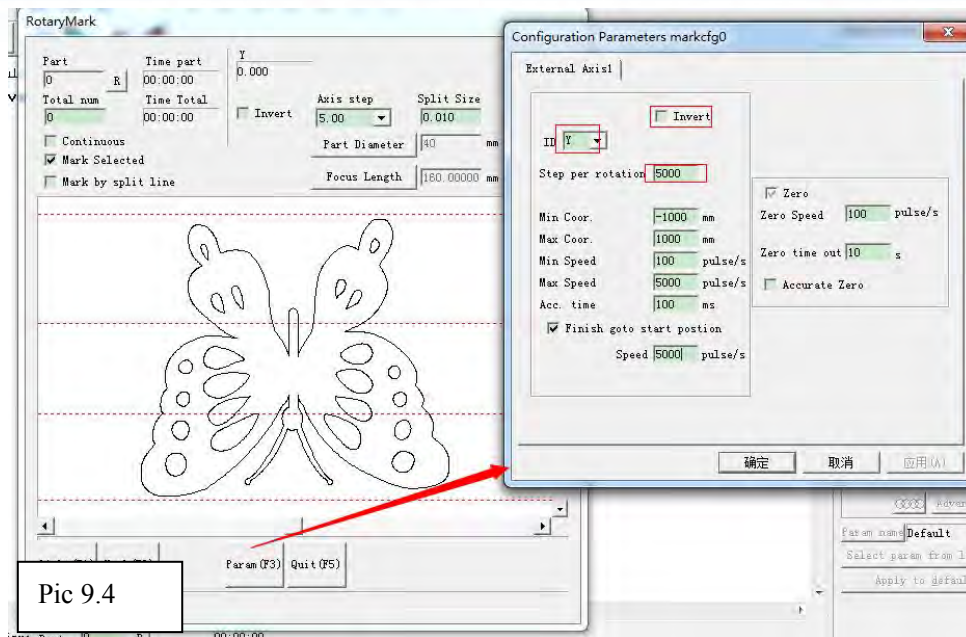 RotaryMark
Part
0
R
Time part
00:00:00
Total num
0
Time Total
00:00:00
Y
0.000
Invert
Axis step
5.00
Split Size
0.010
Part Diameter
40 mm
Focus Length
160.00000 mm
Continuous
Mark Selected
Mark by split line
Param(F3)
Quit(F5)
Pic 9.4
Configuration Parameters markcfg0
External Axis1
Invert
ID Y
Step per rotation 5000
Min Coor. -1000 mm
Max Coor. 1000 mm
Min Speed 100 pulse/s
Max Speed 5000 pulse/s
Acc. time 100 ms
Finish goto start postion
Speed 5000 pulse/s
Zero
Zero Speed 100 pulse/s
Zero time out 10 s
Accurate Zero
确定
取消
应用(A)
Param name Default
Select param from l
Apply to defaul
R
00:00:00